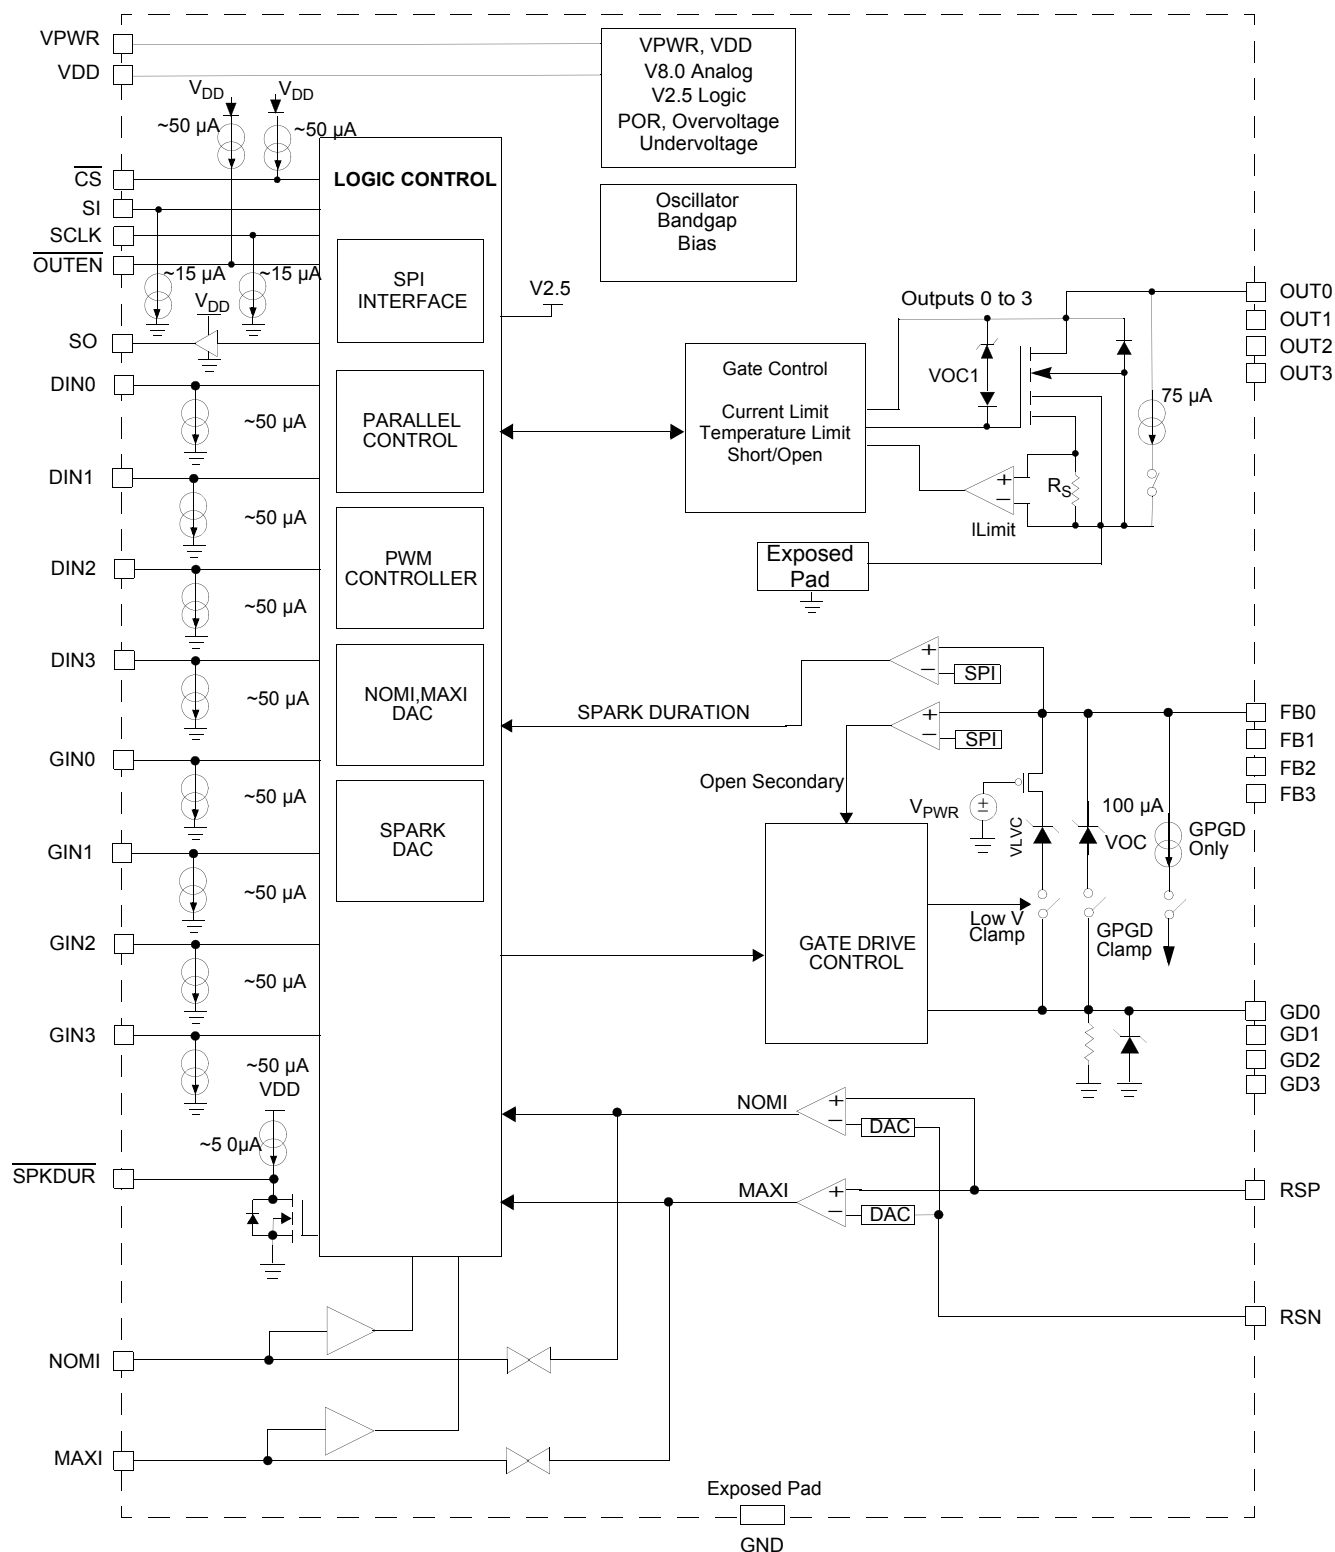 VPWR
VDD
VPWR, VDD
V8.0 Analog
V2.5 Logic
POR, Overvoltage
Undervoltage
VDD
VDD
~50 µA
~50 µA
CS
SI
SCLK
OUTEN
~15 µA
~15 µA
VDD
SO
LOGIC CONTROL
SPI
INTERFACE
V2.5
Oscillator
Bandgap
Bias
Outputs 0 to 3
OUT0
OUT1
OUT2
OUT3
Gate Control
Current Limit
Temperature Limit
Short/Open
VOC1
75 µA
+
–
RS
ILimit
Exposed
Pad
DIN0
~50 µA
DIN1
~50 µA
DIN2
~50 µA
DIN3
~50 µA
GIN0
~50 µA
GIN1
~50 µA
GIN2
~50 µA
GIN3
~50 µA
PARALLEL
CONTROL
PWM
CONTROLLER
NOMI,MAXI
DAC
SPARK
DAC
SPARK DURATION
+
–
SPI
+
–
SPI
Open Secondary
FB0
FB1
FB2
FB3
VPWR
±
VLVC
100 µA
VOC
GPGD
Only
Low V
Clamp
GPGD
Clamp
GATE DRIVE
CONTROL
GD0
GD1
GD2
GD3
VDD
~5 0µA
SPKDUR
NOMI
+
–
DAC
MAXI
+
–
DAC
RSP
RSN
NOMI
MAXI
Exposed Pad
GND